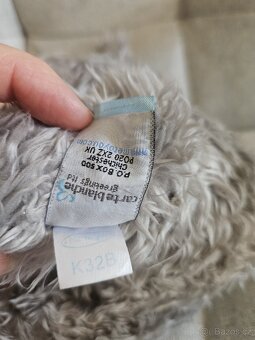 carte blanche
greetings ltd
P.O. BOX 500
Chichester
PO20 2XZ UK
K32B